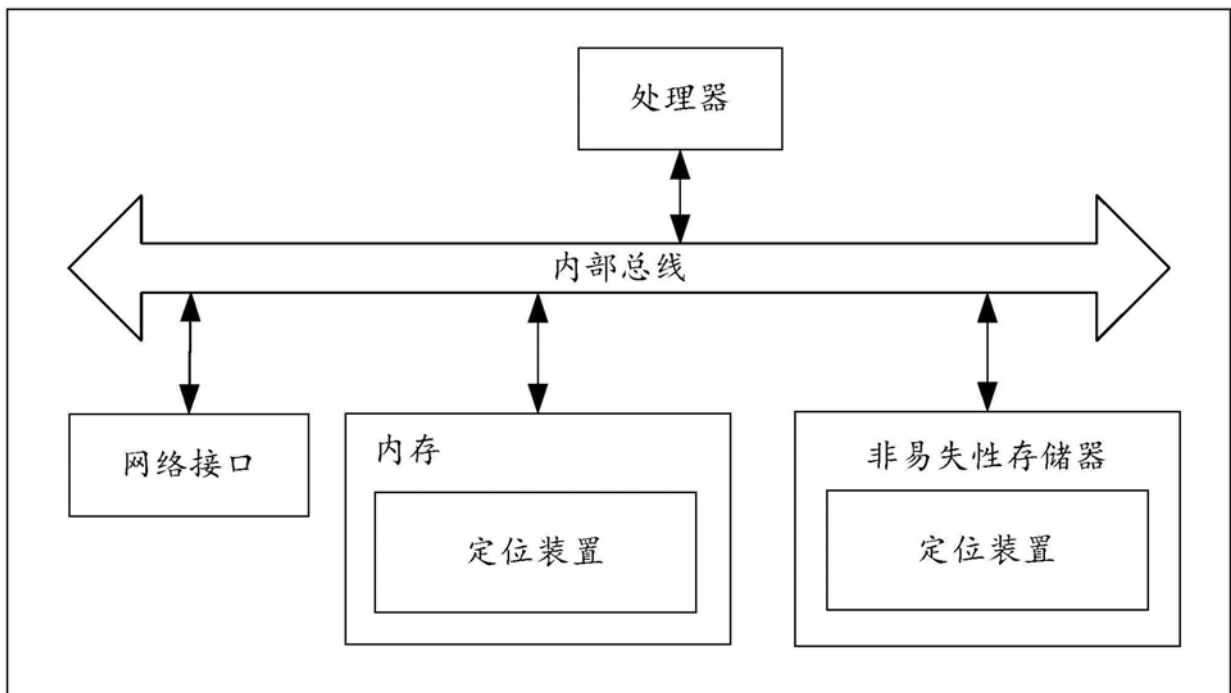 处理器
内部总线
网络接口
内存
定位装置
非易失性存储器
定位装置